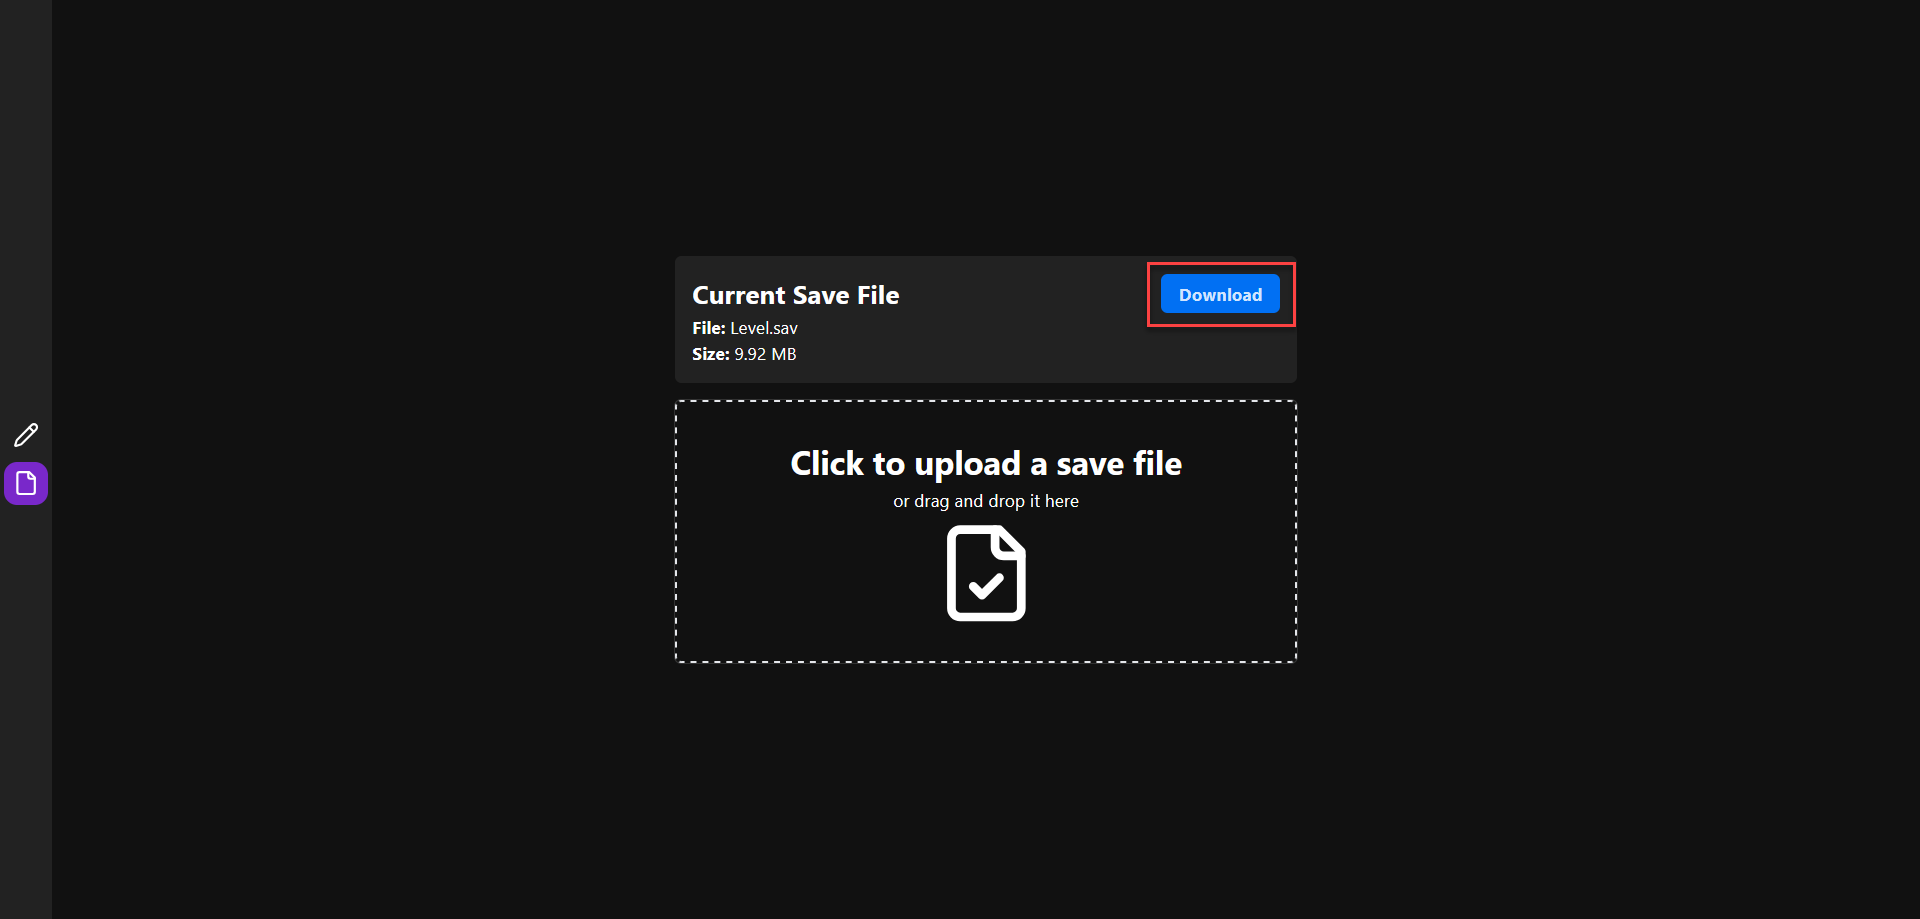 Current Save File
Download
File: Level.sav
Size: 9.92 MB
Click to upload a save file
or drag and drop it here